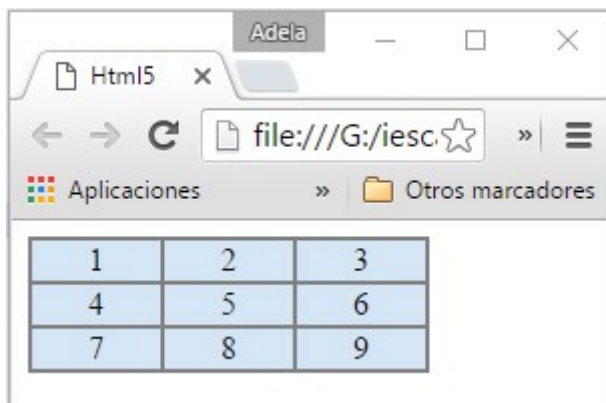 Adela
Html5
file:///G:/iesc
Aplicaciones » Otros marcadores
1 2 3
4 5 6
7 8 9